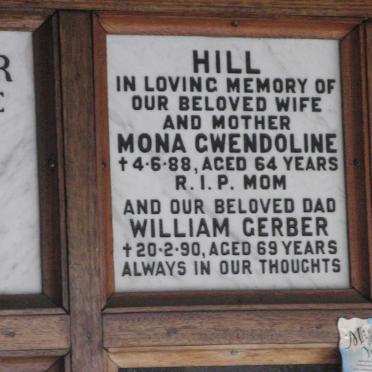 HILL
IN LOVING MEMORY OF
OUR BELOVED WIFE
AND MOTHER
MONA GWENDOLINE
✝4·6·88, AGED 64 YEARS
R. I. P. MOM
AND OUR BELOVED DAD
WILLIAM GERBER
✝20·2·90, AGED 69 YEARS
ALWAYS IN OUR THOUGHTS